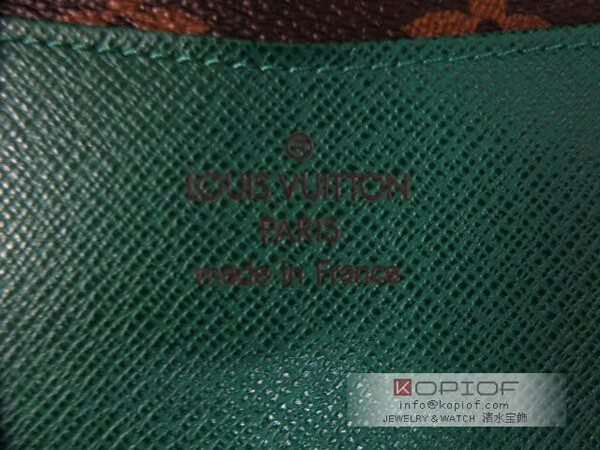 ®
LOUIS VUITTON
PARIS
made in France
KOPIOF
info@kopiof.com
JEWELRY & WATCH 清水宝飾